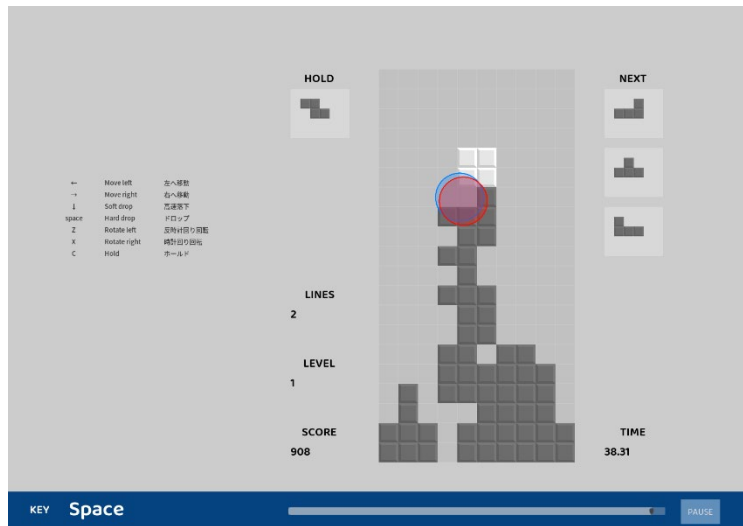 HOLD
NEXT
← Move left 左へ移動
→ Move right 右へ移動
↓ Soft drop 高速落下
space Hard drop ドロップ
Z Rotate left 反時計回り回転
X Rotate right 時計回り回転
C Hold ホールド
LINES
2
LEVEL
1
SCORE
908
TIME
38.31
KEY Space
PAUSE